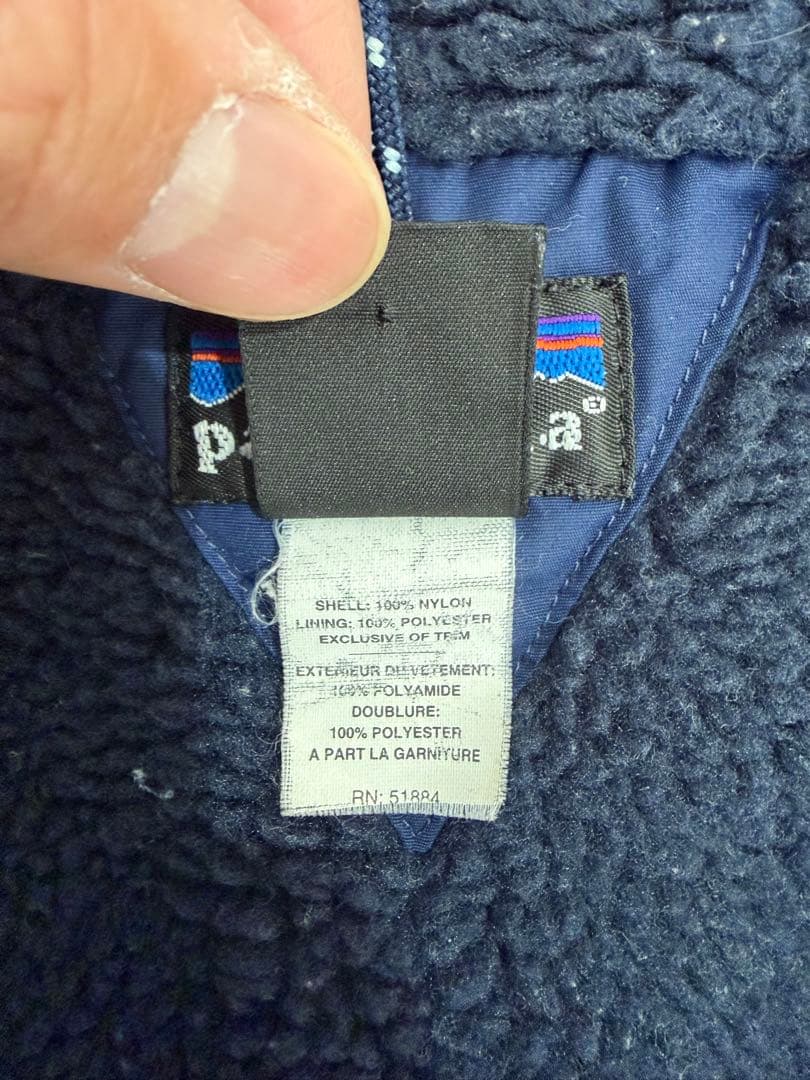 SHELL: 100% NYLON
LINING: 100% POLYESTER
EXCLUSIVE OF TRIM
EXTERIEUR DU VETEMENT:
100% POLYAMIDE
DOUBLURE:
100% POLYESTER
A PART LA GARNITURE
RN: 51884